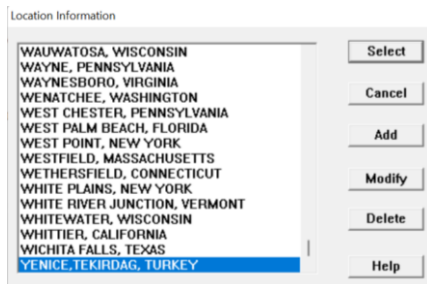 Location Information
WAUWATOSA, WISCONSIN
WAYNE, PENNSYLVANIA
WAYNESBORO, VIRGINIA
WENATCHEE, WASHINGTON
WEST CHESTER, PENNSYLVANIA
WEST PALM BEACH, FLORIDA
WEST POINT, NEW YORK
WESTFIELD, MASSACHUSETTS
WETHERSFIELD, CONNECTICUT
WHITE PLAINS, NEW YORK
WHITE RIVER JUNCTION, VERMONT
WHITEWATER, WISCONSIN
WHITTIER, CALIFORNIA
WICHITA FALLS, TEXAS
YENICE,TEKIRDAG, TURKEY
Select
Cancel
Add
Modify
Delete
Help